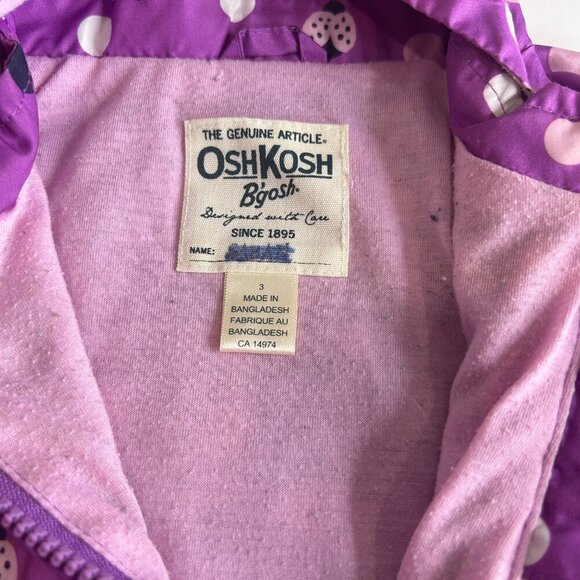 THE GENUINE ARTICLE®
OSHKOSH
B'gosh®
Designed with Care
SINCE 1895
NAME:
3
MADE IN
BANGLADESH
FABRIQUE AU
BANGLADESH
CA 14974